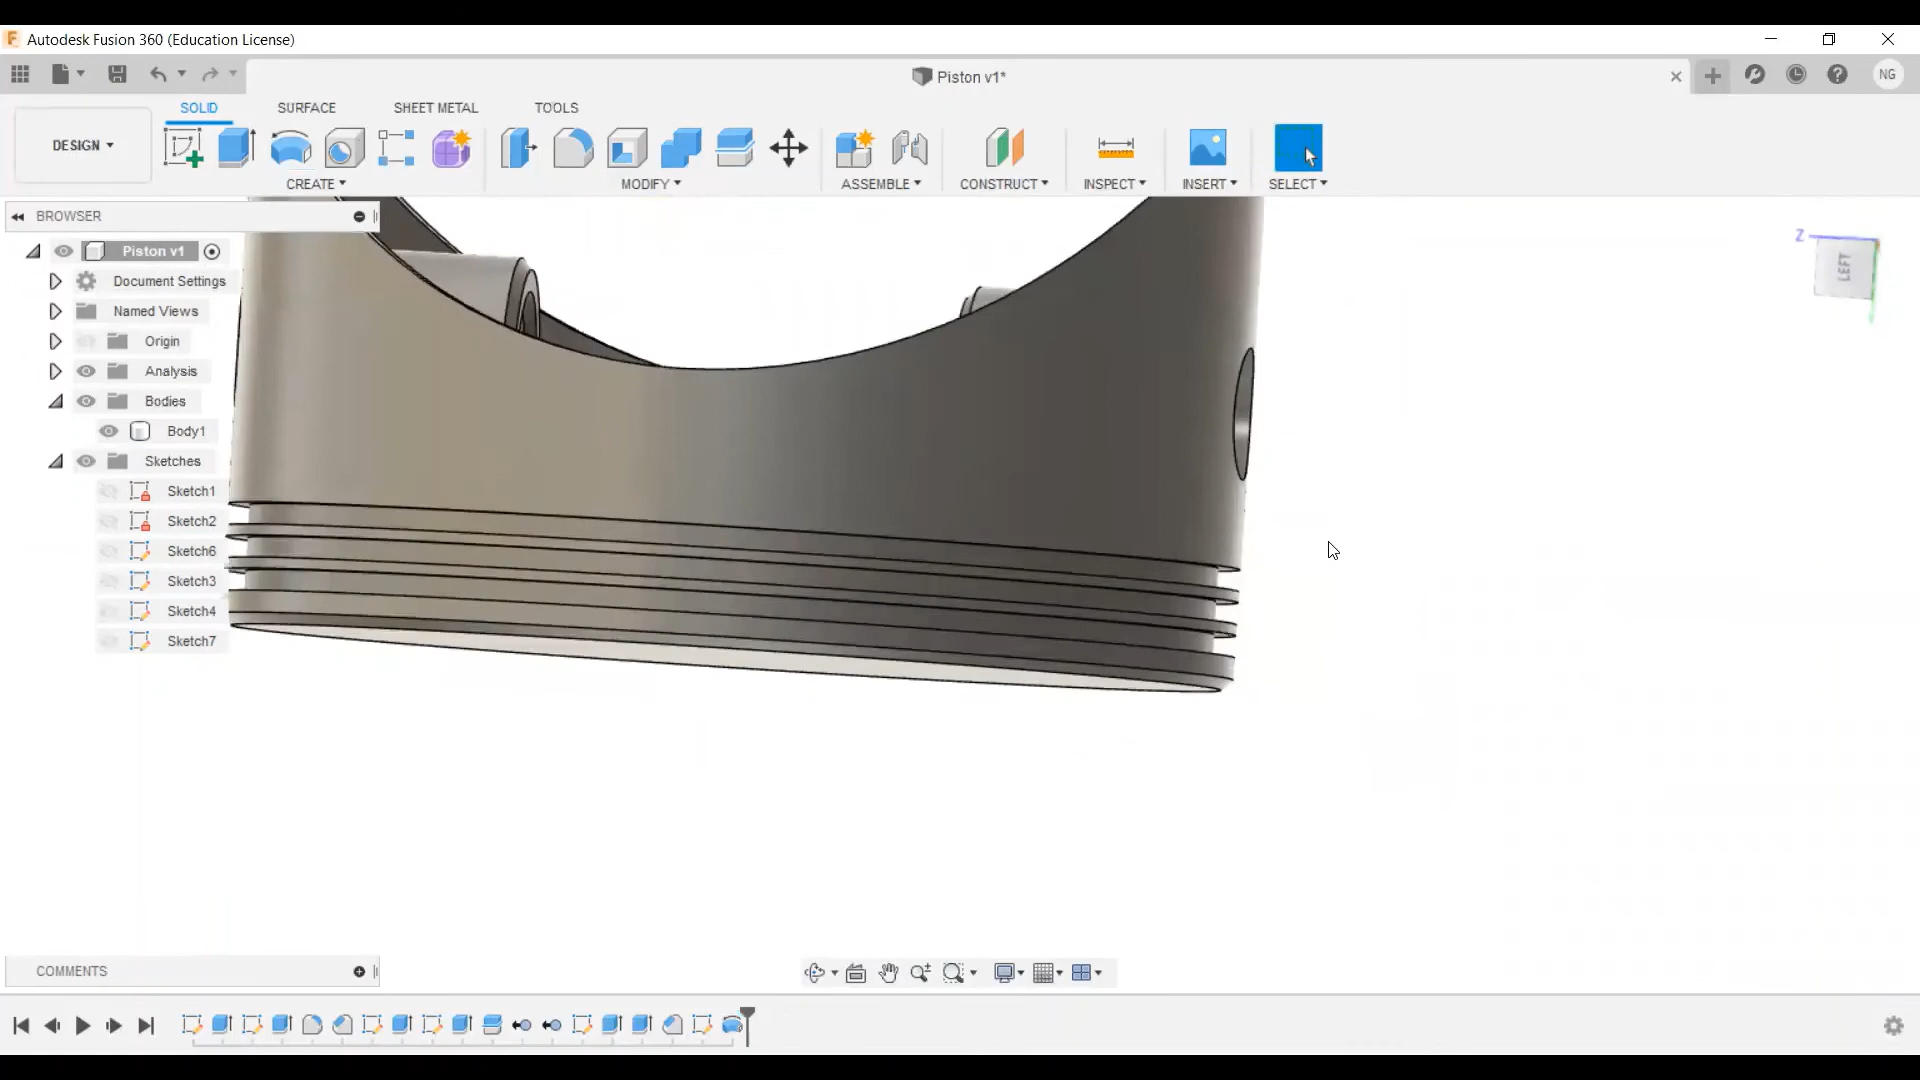 Autodesk Fusion 360 (Education License)
Piston v1*
NG
DESIGN
SOLID
SURFACE
SHEET METAL
TOOLS
CREATE
MODIFY
ASSEMBLE
CONSTRUCT
INSPECT
INSERT
SELECT
BROWSER
Piston v1
Document Settings
Named Views
Origin
Analysis
Bodies
Body1
Sketches
Sketch1
Sketch2
Sketch6
Sketch3
Sketch4
Sketch7
Z
LEFT
COMMENTS